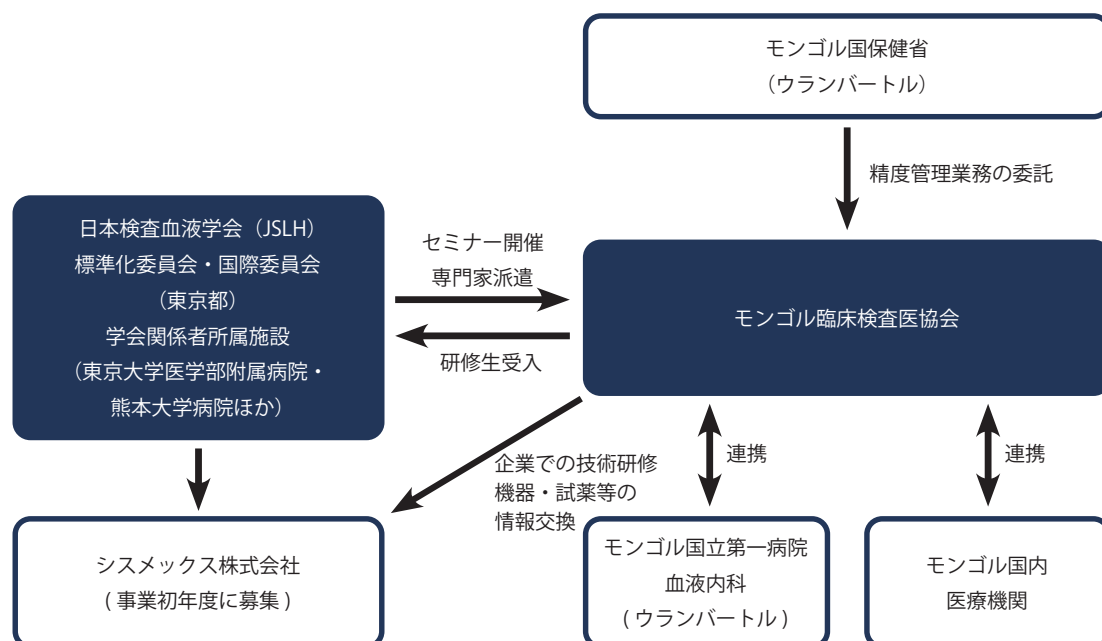 モンゴル国保健省
（ウランバートル）
精度管理業務の委託
日本検査血液学会（JSLH）
標準化委員会・国際委員会
（東京都）
学会関係者所属施設
（東京大学医学部附属病院・
熊本大学病院ほか）
セミナー開催
専門家派遣
研修生受入
モンゴル臨床検査医協会
企業での技術研修
機器・試薬等の
情報交換
連携
連携
シスメックス株式会社
( 事業初年度に募集 )
モンゴル国立第一病院
血液内科
( ウランバートル )
モンゴル国内
医療機関